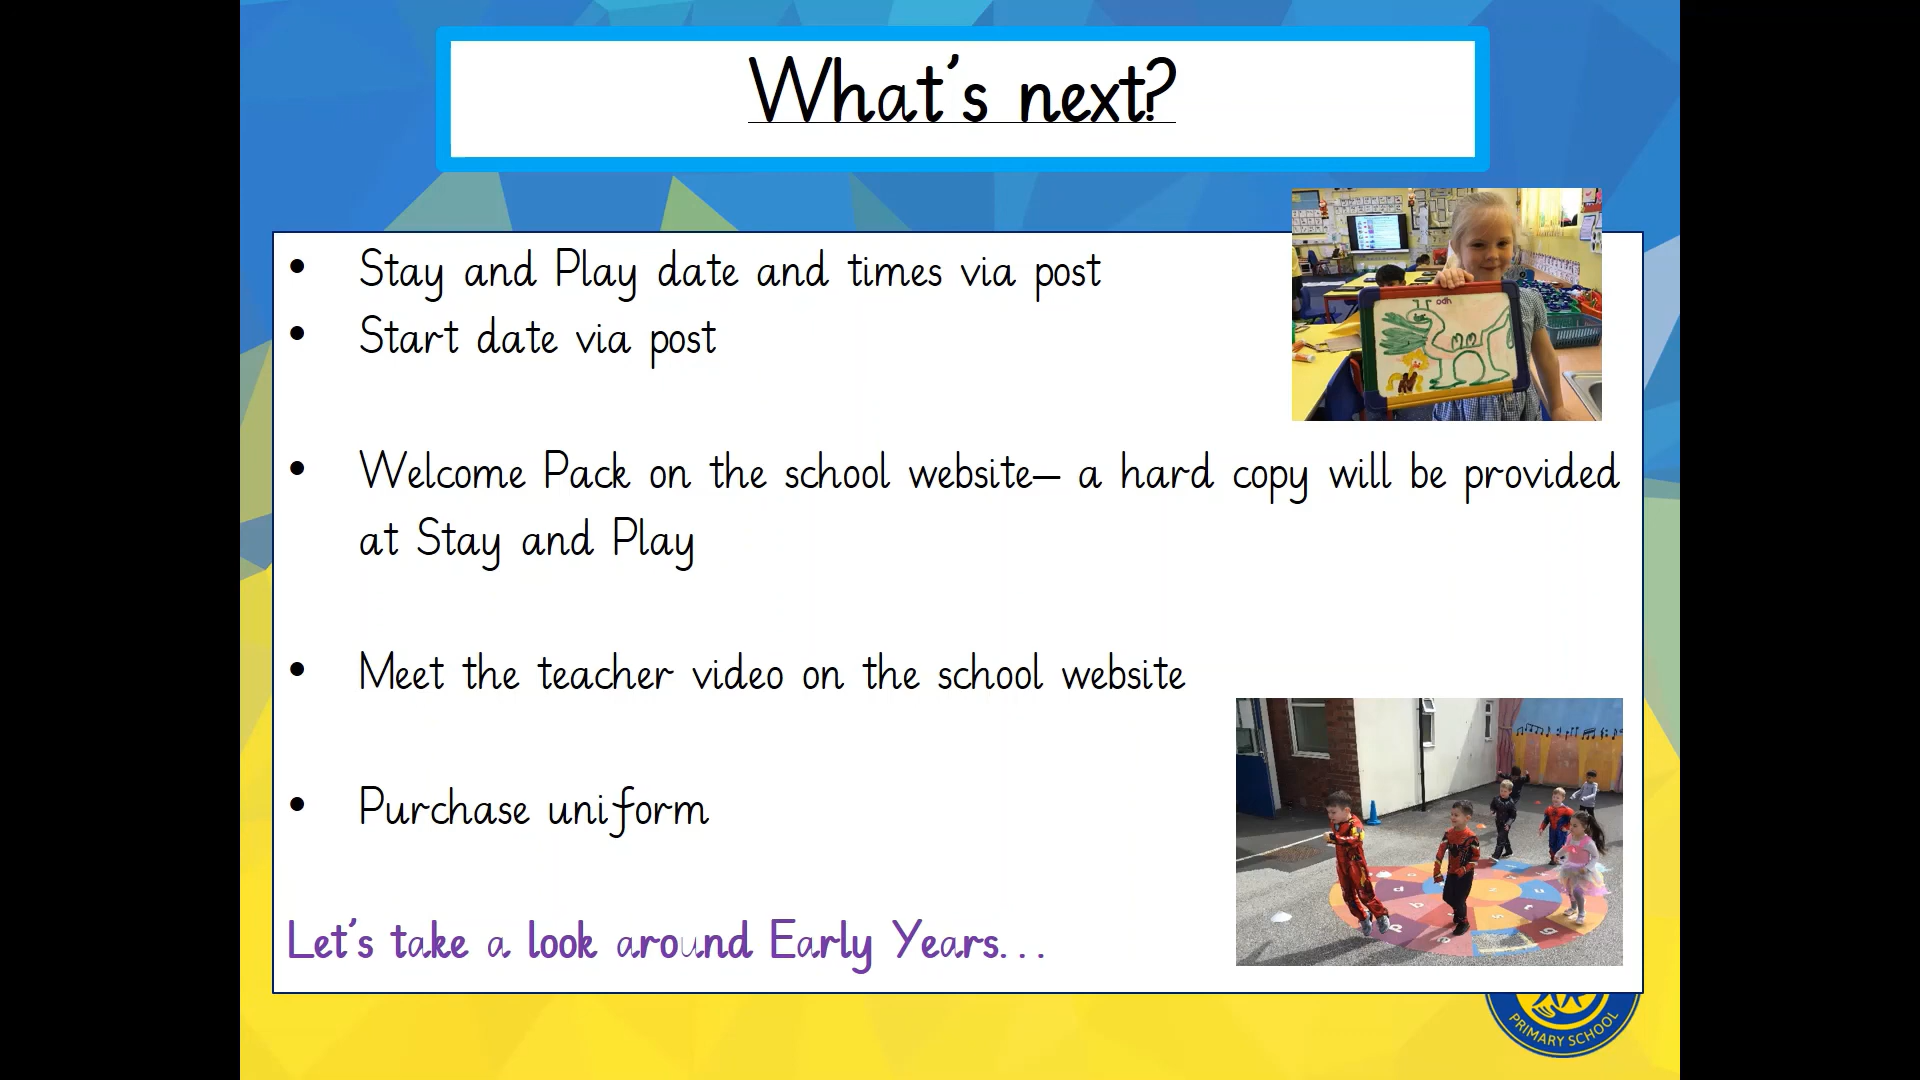 What's next?
• Stay and Play date and times via post
• Start date via post
• Welcome Pack on the school website– a hard copy will be provided
at Stay and Play
• Meet the teacher video on the school website
• Purchase uniform
Let's take a look around Early Years...
PRIMARY SCHOOL